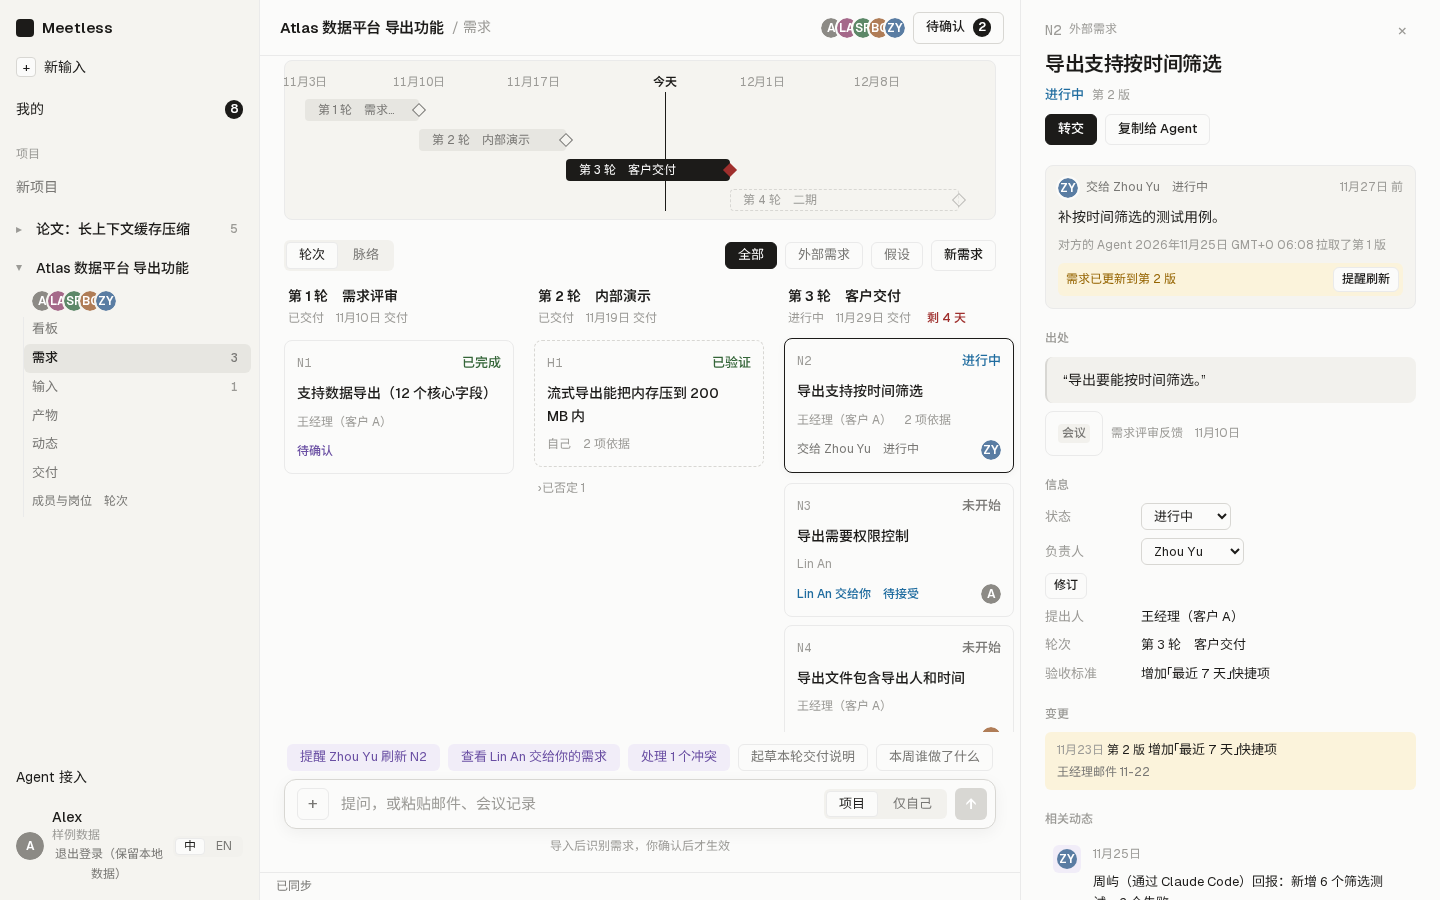 Meetless
+ 新输入
我的 8
项目
新项目
▸ 论文：长上下文缓存压缩 5
▾ Atlas 数据平台 导出功能
A LA SF BC ZY
看板
需求 3
输入 1
产物
动态
交付
成员与岗位 轮次
Agent 接入
Alex
A 样例数据
退出登录（保留本地
数据）
中 EN
Atlas 数据平台 导出功能 / 需求
A LA SF BC ZY 待确认 2
11月3日 11月10日 11月17日 今天 12月1日 12月8日
第 1 轮 需求…
第 2 轮 内部演示
第 3 轮 客户交付
第 4 轮 二期
轮次 脉络
全部 外部需求 假设 新需求
第 1 轮 需求评审
已交付 11月10日 交付
N1 已完成
支持数据导出（12 个核心字段）
王经理（客户 A）
待确认
第 2 轮 内部演示
已交付 11月19日 交付
H1 已验证
流式导出能把内存压到 200
MB 内
自己 2 项依据
›已否定 1
第 3 轮 客户交付
进行中 11月29日 交付 剩 4 天
N2 进行中
导出支持按时间筛选
王经理（客户 A） 2 项依据
交给 Zhou Yu 进行中 ZY
N3 未开始
导出需要权限控制
Lin An
Lin An 交给你 待接受 A
N4 未开始
导出文件包含导出人和时间
王经理（客户 A）
提醒 Zhou Yu 刷新 N2 查看 Lin An 交给你的需求 处理 1 个冲突 起草本轮交付说明 本周谁做了什么
+ 提问，或粘贴邮件、会议记录 项目 仅自己 ↑
导入后识别需求，你确认后才生效
已同步
N2 外部需求 ×
导出支持按时间筛选
进行中 第 2 版
转交 复制给 Agent
ZY 交给 Zhou Yu 进行中 11月27日 前
补按时间筛选的测试用例。
对方的 Agent 2026年11月25日 GMT+0 06:08 拉取了第 1 版
需求已更新到第 2 版 提醒刷新
出处
“导出要能按时间筛选。”
会议 需求评审反馈 11月10日
信息
状态 进行中
负责人 Zhou Yu
修订
提出人 王经理（客户 A）
轮次 第 3 轮 客户交付
验收标准 增加「最近 7 天」快捷项
变更
11月23日 第 2 版 增加「最近 7 天」快捷项
王经理邮件 11-22
相关动态
ZY 11月25日
周屿（通过 Claude Code）回报：新增 6 个筛选测